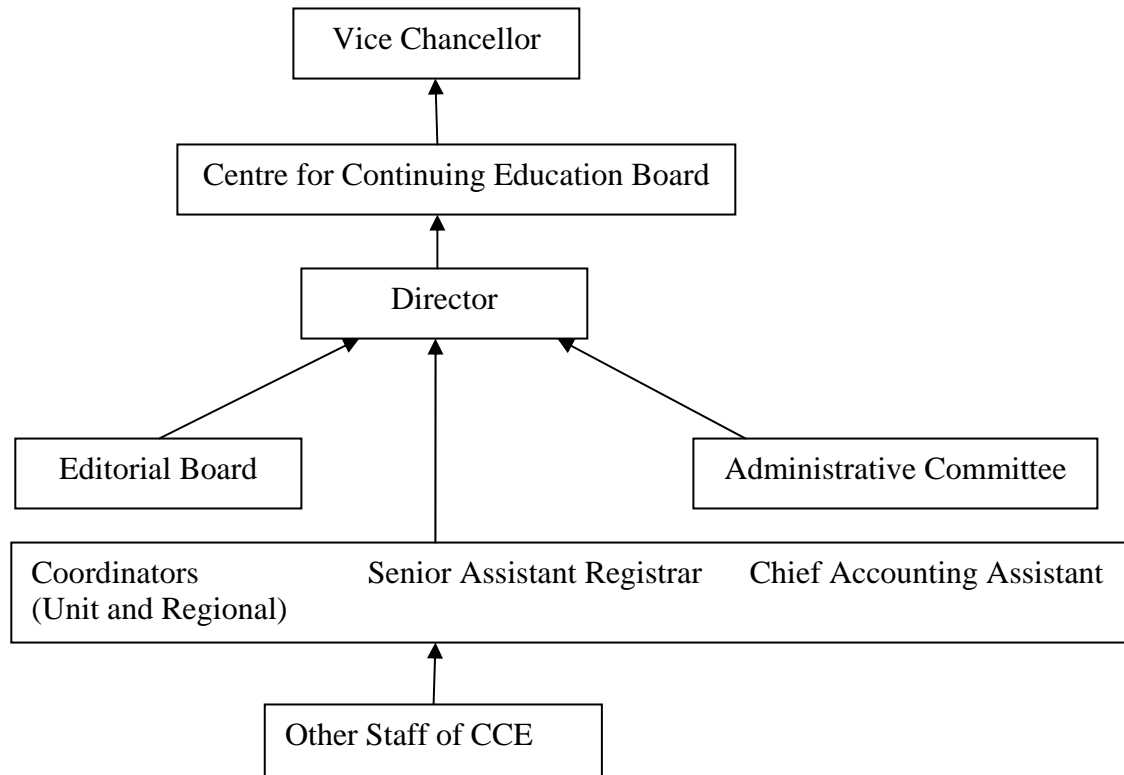 Vice Chancellor
Centre for Continuing Education Board
Director
Editorial Board
Administrative Committee
Coordinators Senior Assistant Registrar Chief Accounting Assistant
(Unit and Regional)
Other Staff of CCE